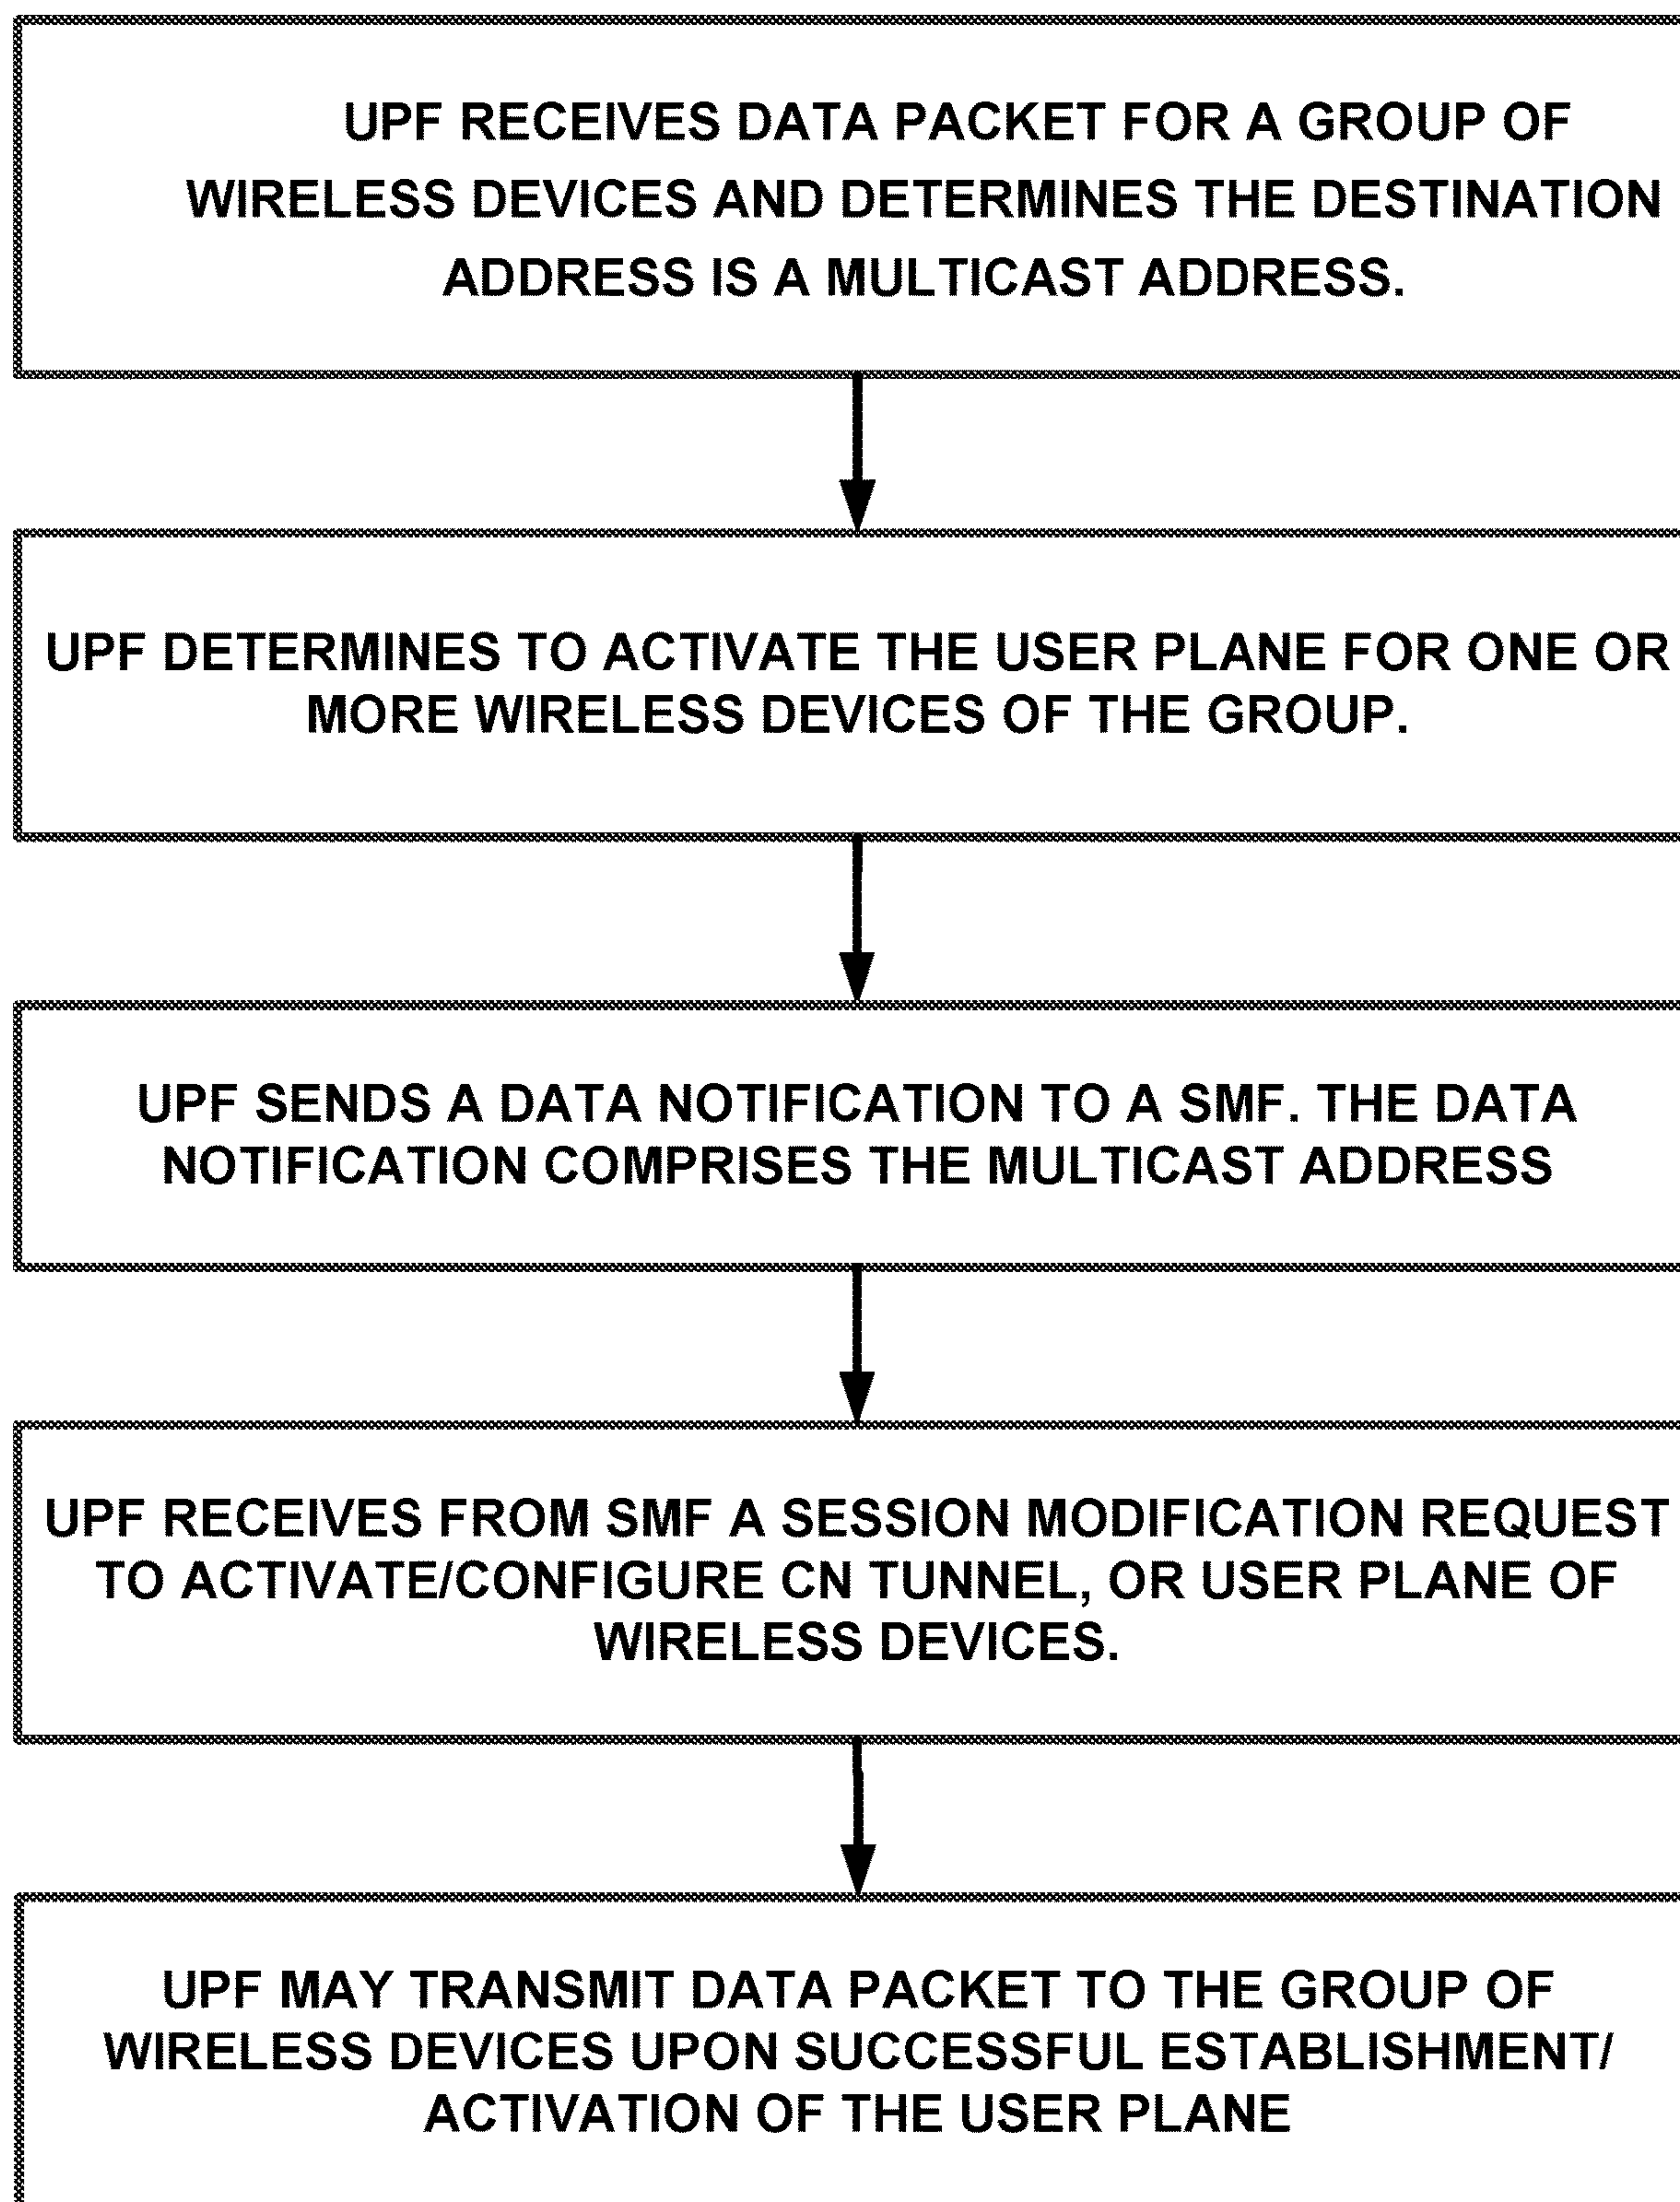 UPF RECEIVES DATA PACKET FOR A GROUP OF
WIRELESS DEVICES AND DETERMINES THE DESTINATION
ADDRESS IS A MULTICAST ADDRESS.
UPF DETERMINES TO ACTIVATE THE USER PLANE FOR ONE OR
MORE WIRELESS DEVICES OF THE GROUP.
UPF SENDS A DATA NOTIFICATION TO A SMF. THE DATA
NOTIFICATION COMPRISES THE MULTICAST ADDRESS
UPF RECEIVES FROM SMF A SESSION MODIFICATION REQUEST
TO ACTIVATE/CONFIGURE CN TUNNEL, OR USER PLANE OF
WIRELESS DEVICES.
UPF MAY TRANSMIT DATA PACKET TO THE GROUP OF
WIRELESS DEVICES UPON SUCCESSFUL ESTABLISHMENT/
ACTIVATION OF THE USER PLANE